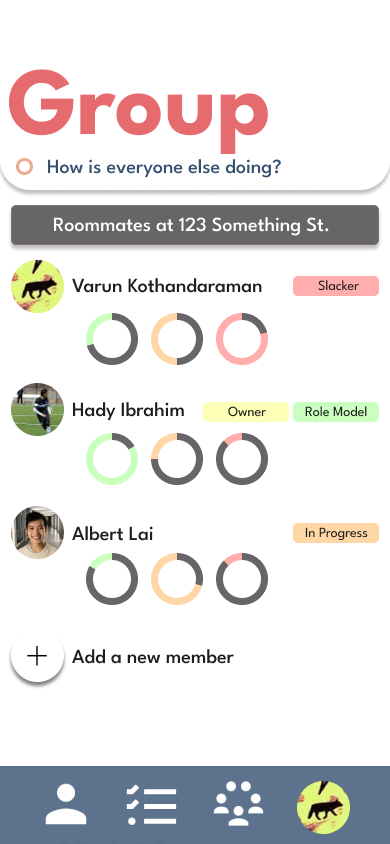 Group
How is everyone else doing?
Roommates at 123 Something St.
Varun Kothandaraman
Slacker
Hady Ibrahim
Owner
Role Model
Albert Lai
In Progress
Add a new member